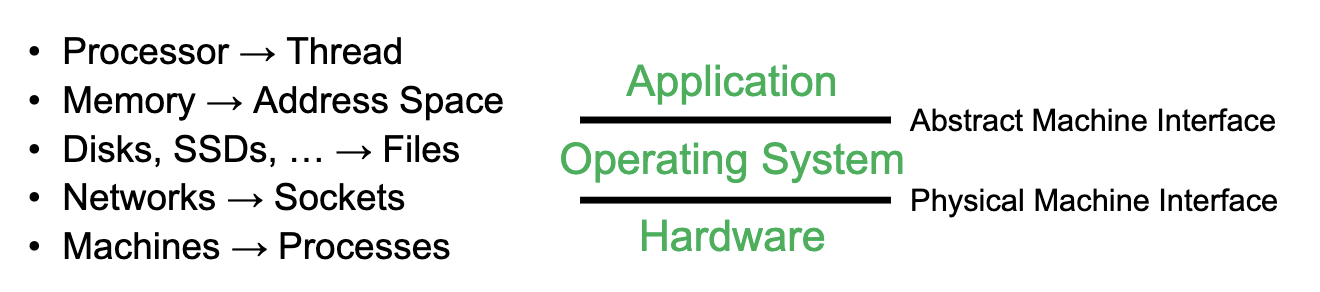 • Processor → Thread
• Memory → Address Space
• Disks, SSDs, … → Files
• Networks → Sockets
• Machines → Processes
Application
Abstract Machine Interface
Operating System
Physical Machine Interface
Hardware